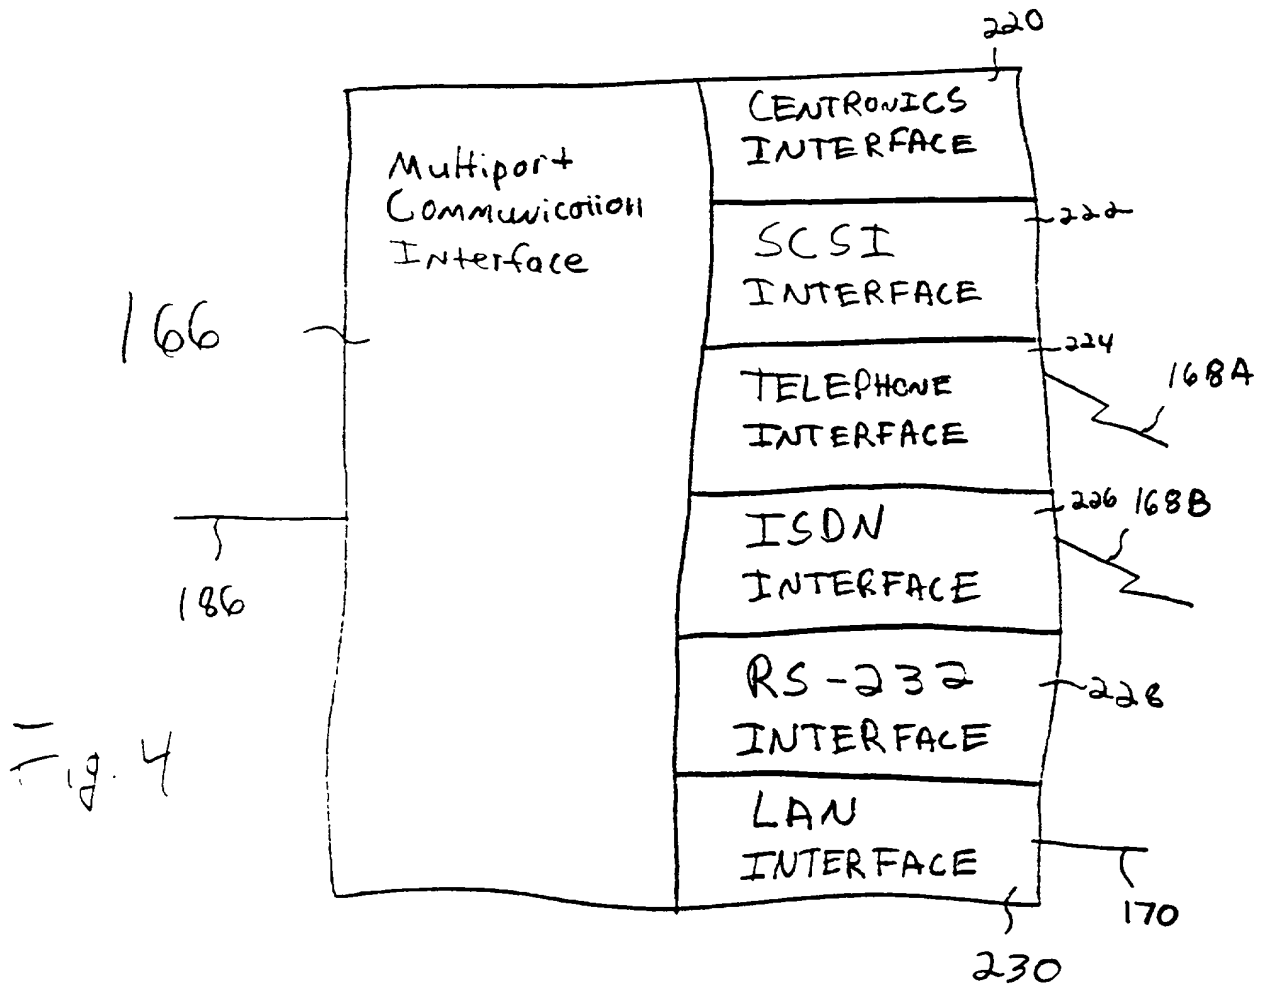 220
CENTRONICS
INTERFACE
Multiport
Communication
Interface
222
SCSI
INTERFACE
166
224
TELEPHONE
INTERFACE
168A
226
168B
ISDN
INTERFACE
186
RS-232
INTERFACE
228
Fig. 4
LAN
INTERFACE
170
230